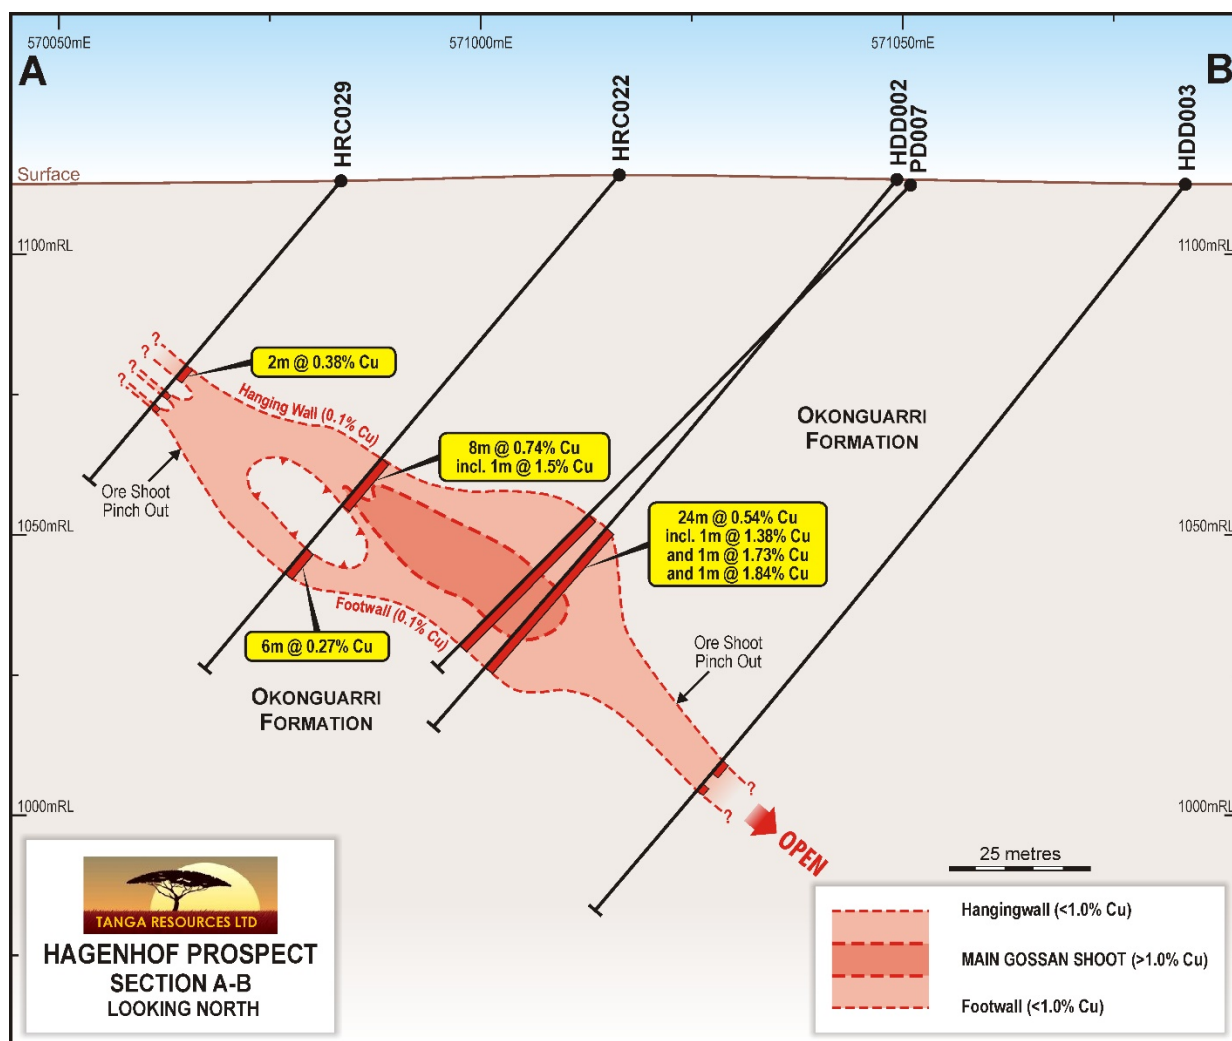 570050mE
571000mE
571050mE
A
B
HRC029
HRC022
HDD002
PD007
HDD003
Surface
1100mRL
1100mRL
?
?
?
?
2m @ 0.38% Cu
Hanging Wall (0.1% Cu)
8m @ 0.74% Cu
incl. 1m @ 1.5% Cu
OKONGUARRI
FORMATION
Ore Shoot
Pinch Out
1050mRL
1050mRL
24m @ 0.54% Cu
incl. 1m @ 1.38% Cu
and 1m @ 1.73% Cu
and 1m @ 1.84% Cu
Footwall (0.1% Cu)
6m @ 0.27% Cu
Ore Shoot
Pinch Out
OKONGUARRI
FORMATION
?
?
OPEN
1000mRL
1000mRL
25 metres
TANGA RESOURCES LTD
HAGENHOF PROSPECT
SECTION A-B
LOOKING NORTH
Hangingwall (<1.0% Cu)
MAIN GOSSAN SHOOT (>1.0% Cu)
Footwall (<1.0% Cu)